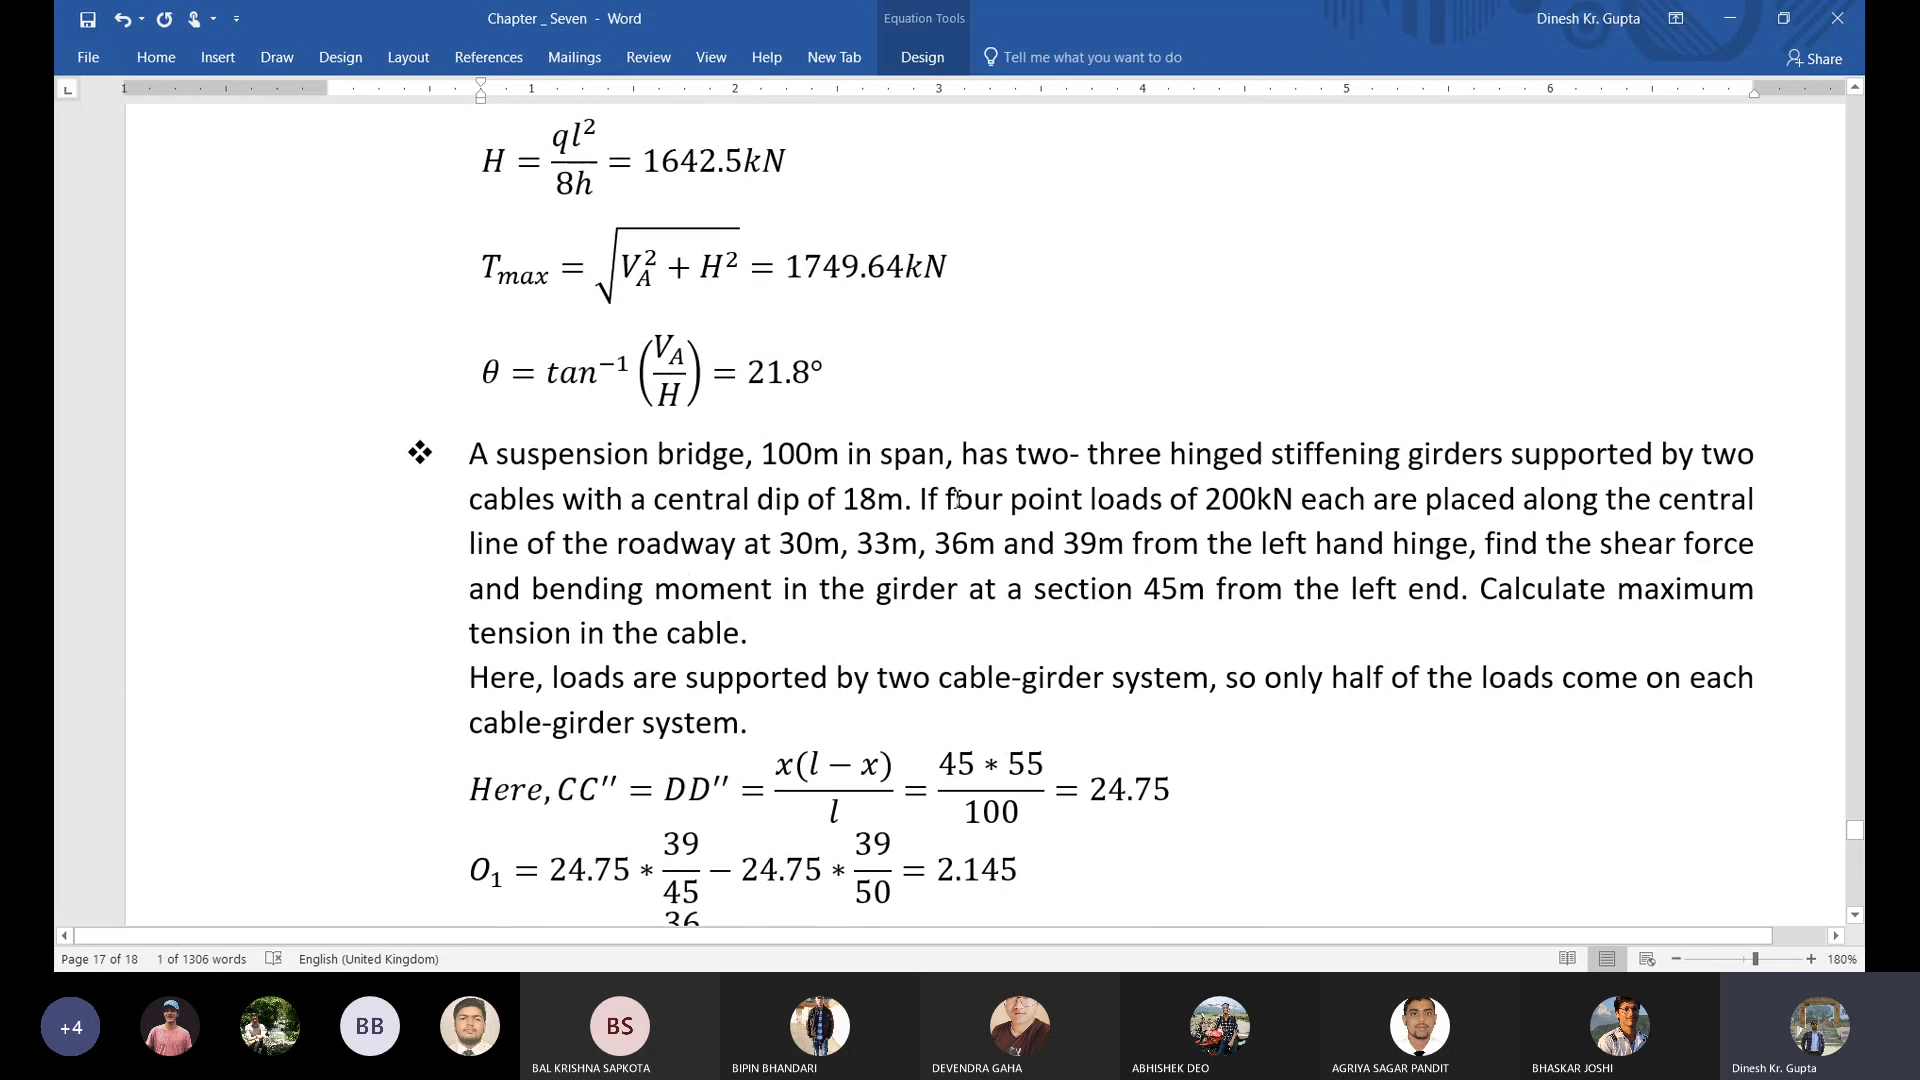 Chapter _ Seven - Word
Equation Tools
Dinesh Kr. Gupta
File Home Insert Draw Design Layout References Mailings Review View Help New Tab Design Tell me what you want to do Share
1 1 2 3 4 5 6
H = ql²/8h = 1642.5kN
T_max = √(V_A² + H²) = 1749.64kN
θ = tan⁻¹(V_A/H) = 21.8°
❖ A suspension bridge, 100m in span, has two- three hinged stiffening girders supported by two
cables with a central dip of 18m. If four point loads of 200kN each are placed along the central
line of the roadway at 30m, 33m, 36m and 39m from the left hand hinge, find the shear force
and bending moment in the girder at a section 45m from the left end. Calculate maximum
tension in the cable.
Here, loads are supported by two cable-girder system, so only half of the loads come on each
cable-girder system.
Here, CC′′ = DD′′ = x(l − x)/l = 45 * 55/100 = 24.75
O₁ = 24.75 * 39/45 − 24.75 * 39/50 = 2.145
36
Page 17 of 18 1 of 1306 words English (United Kingdom) 180%
+4 BB BS
BAL KRISHNA SAPKOTA BIPIN BHANDARI DEVENDRA GAHA ABHISHEK DEO AGRIYA SAGAR PANDIT BHASKAR JOSHI Dinesh Kr. Gupta